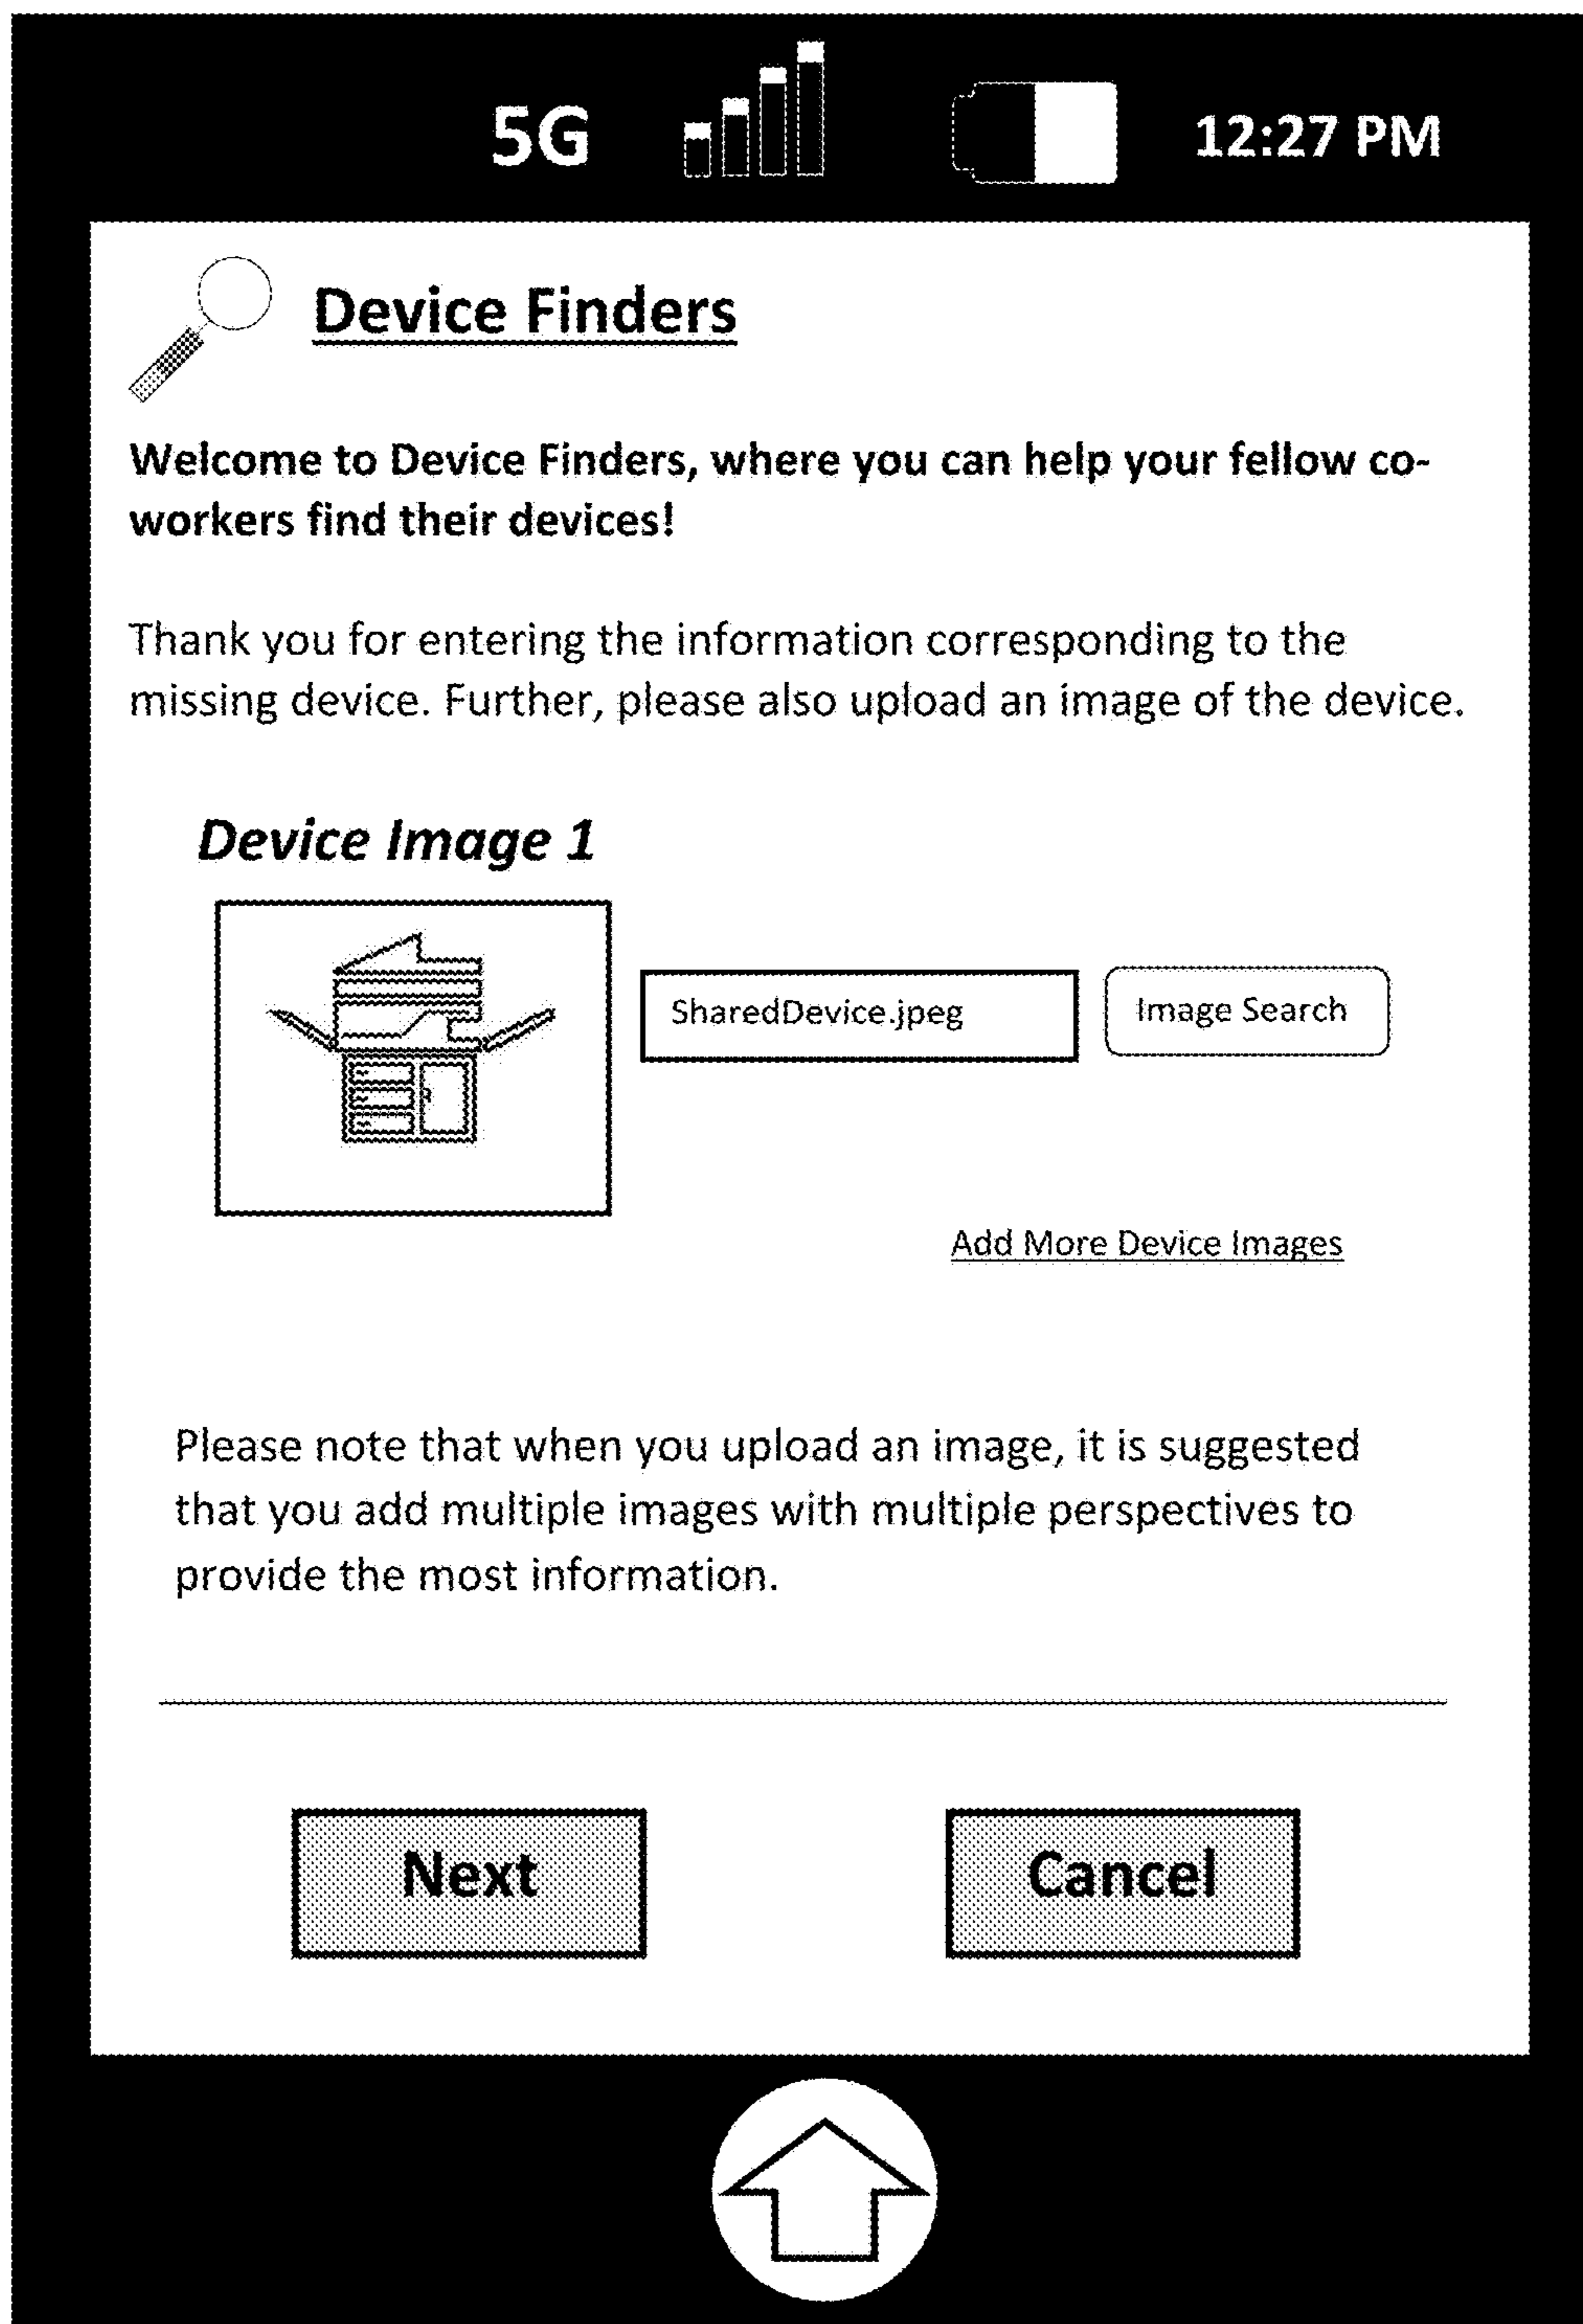 5G
12:27 PM
Device Finders
Welcome to Device Finders, where you can help your fellow co-
workers find their devices!
Thank you for entering the information corresponding to the
missing device. Further, please also upload an image of the device.
Device Image 1
SharedDevice.jpeg
Image Search
Add More Device Images
Please note that when you upload an image, it is suggested
that you add multiple images with multiple perspectives to
provide the most information.
Next
Cancel